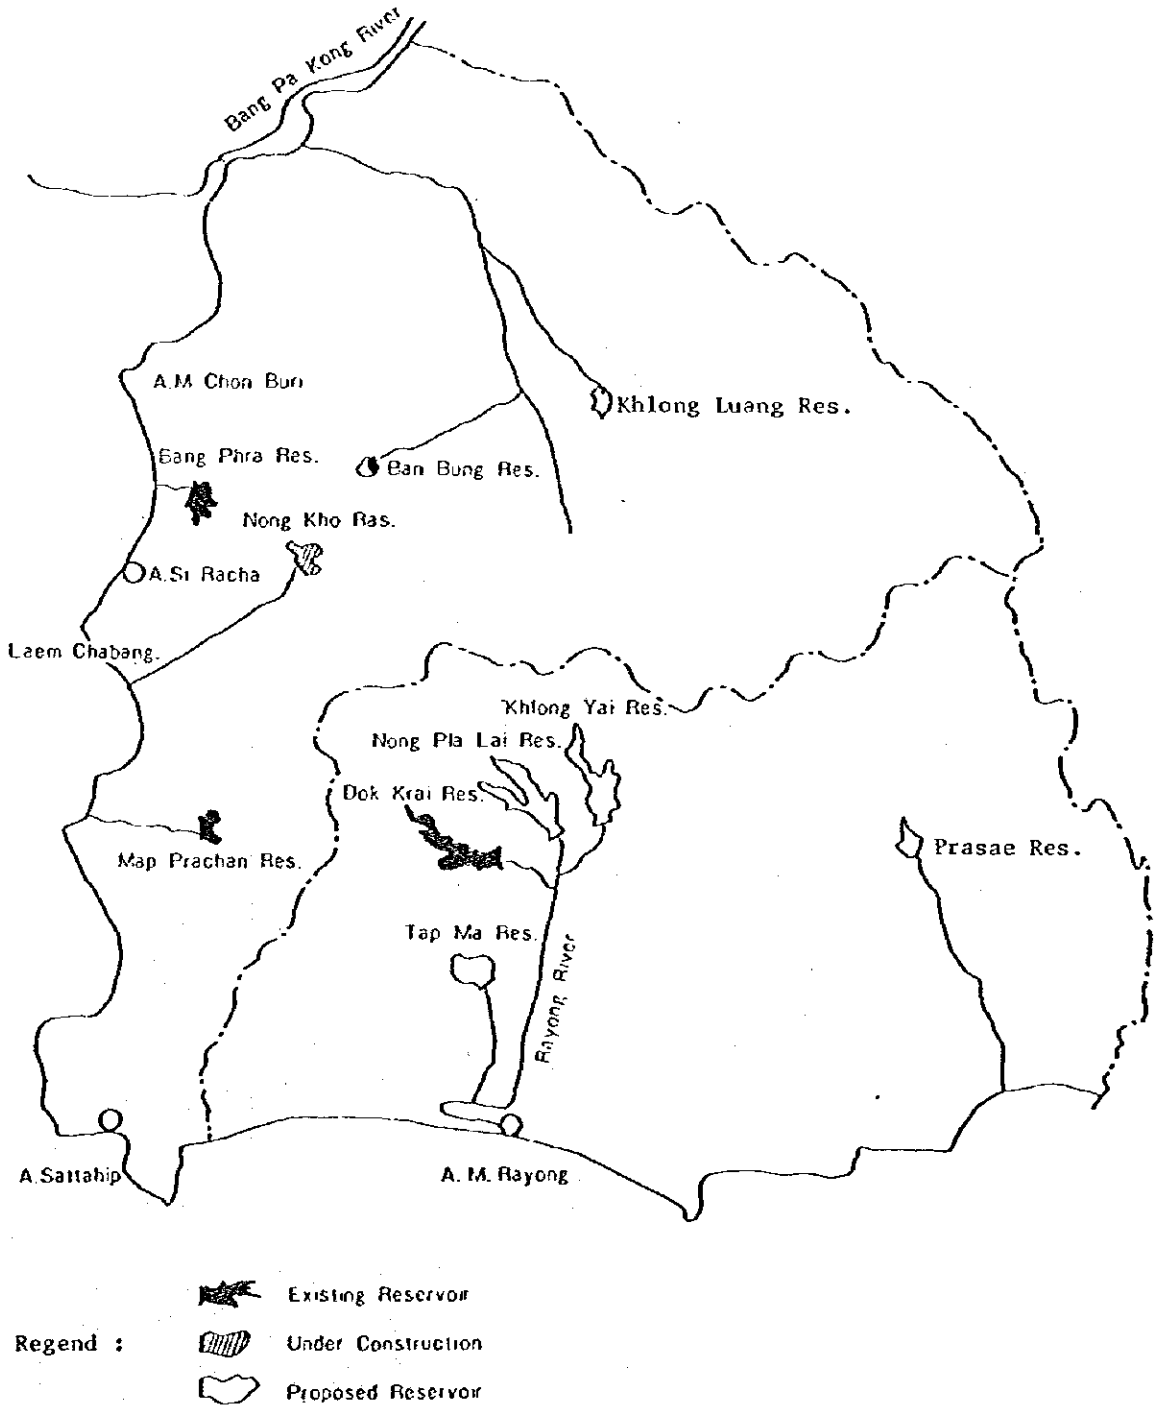 Bang Pa Kong River
A.M Chon Buri
Bang Phra Res.
Khlong Luang Res.
Ban Bung Res.
Nong Kho Ras.
A.Si Racha
Laem Chabang.
Khlong Yai Res.
Nong Pla Lai Res.
Dok Krai Res.
Map Prachan Res.
Prasae Res.
Tap Ma Res.
Rayong River
A.Sattahip
A. M. Rayong
Existing Reservoir
Regend :
Under Construction
Proposed Reservoir